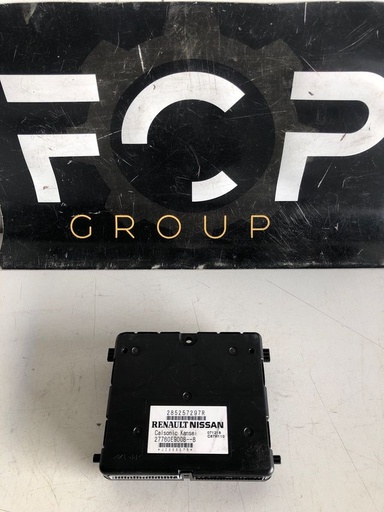 FCP
GROUP
285257297R
RENAULT NISSAN
Calsonic Kansei
27760EB00B--B